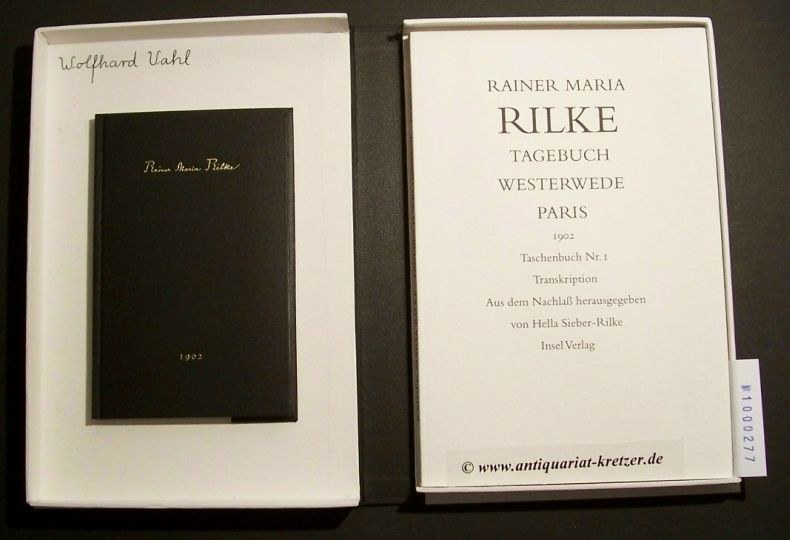 Wolfhard Vahl
Rainer Maria Rilke
1902
RAINER MARIA
RILKE
TAGEBUCH
WESTERWEDE
PARIS
1902
Taschenbuch Nr. 1
Transkription
Aus dem Nachlaß herausgegeben
von Hella Sieber-Rilke
Insel Verlag
© www.antiquariat-kretzer.de
#1000277